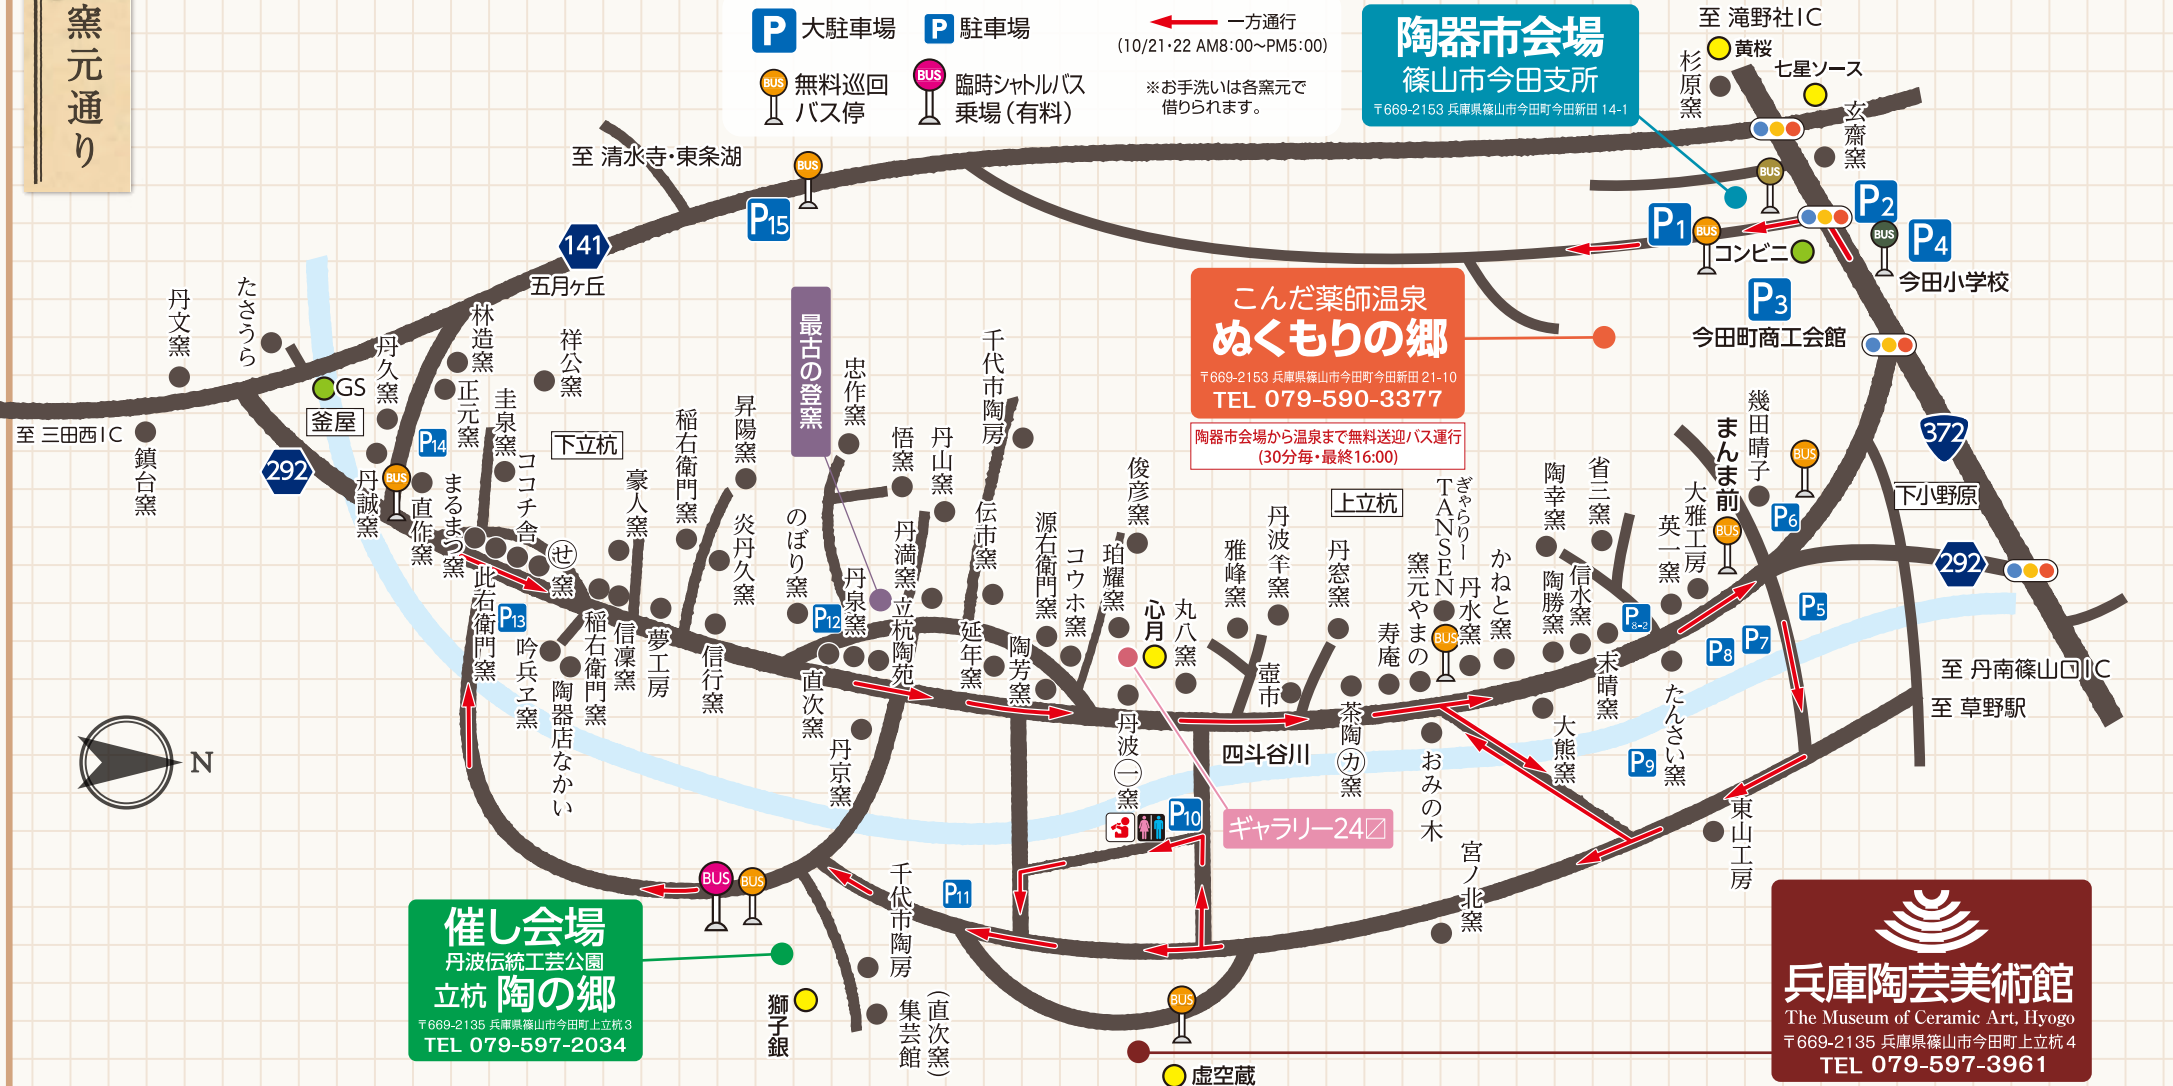 窯元通り
P 大駐車場
P 駐車場
一方通行
(10/21・22 AM8:00〜PM5:00)
BUS 無料巡回
バス停
BUS 臨時シャトルバス
乗場(有料)
※お手洗いは各窯元で
借りられます。
陶器市会場
篠山市今田支所
〒669-2153 兵庫県篠山市今田町今田新田 14-1
至 滝野社IC
黄桜
杉原窯
七星ソース
玄齋窯
BUS
P1
BUS
コンビニ
P2
BUS
P4
今田小学校
P3
今田町商工会館
至 清水寺・東条湖
BUS
P15
141
五月ヶ丘
こんだ薬師温泉
ぬくもりの郷
〒669-2153 兵庫県篠山市今田町今田新田 21-10
TEL 079-590-3377
陶器市会場から温泉まで無料送迎バス運行
(30分毎・最終16:00)
丹文窯
たさうら
GS
釜屋
至 三田西IC
鎮台窯
292
丹久窯
丹誠窯
BUS
P14
林造窯
正元窯
圭泉窯
祥公窯
下立杭
直作窯
まるまつ窯
ココチ舎
せ窯
豪人窯
稲右衛門窯
昇陽窯
炎丹久窯
最古の登窯
のぼり窯
忠作窯
悟窯
丹山窯
千代市陶房
丹満窯
伝市窯
丹泉窯
P12
立杭陶苑
此右衛門窯
P13
吟兵ヱ窯
陶器店なかい
稲右衛門窯
信凜窯
夢工房
信行窯
直次窯
丹京窯
延年窯
陶芳窯
源右衛門窯
コウホ窯
珀耀窯
俊彦窯
心月
丸八窯
雅峰窯
丹波窯
壺市
丹窓窯
上立杭
ぎゃらりー
TANSEN
窯元やまの
寿庵
BUS
丹水窯
かねと窯
陶幸窯
省三窯
陶勝窯
信水窯
末晴窯
P8-2
英一窯
大雅工房
まんま前
BUS
幾田晴子
BUS
P6
372
下小野原
292
P5
P7
P8
至 丹南篠山口IC
至 草野駅
N
丹波一窯
四斗谷川
茶陶カ窯
おみの木
大熊窯
たんさい窯
P9
東山工房
P10
ギャラリー24〼
宮ノ北窯
BUS
BUS
P11
催し会場
丹波伝統工芸公園
立杭 陶の郷
〒669-2135 兵庫県篠山市今田町上立杭 3
TEL 079-597-2034
獅子銀
千代市陶房
集芸館
(直次窯)
BUS
虚空蔵
兵庫陶芸美術館
The Museum of Ceramic Art, Hyogo
〒669-2135 兵庫県篠山市今田町上立杭 4
TEL 079-597-3961